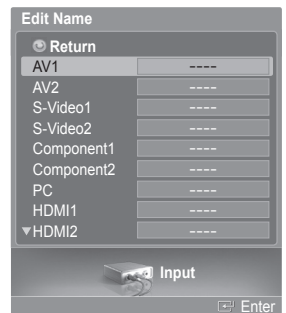 Edit Name
Return
AV1 ----
AV2 ----
S-Video1 ----
S-Video2 ----
Component1 ----
Component2 ----
PC ----
HDMI1 ----
▼HDMI2 ----
Input
Enter